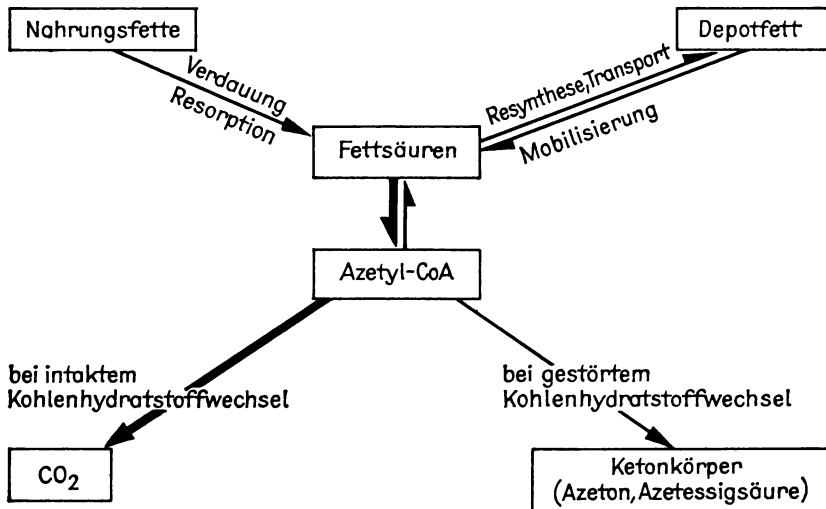 Nahrungsfette
Depotfett
Verdauung
Resorption
Resynthese,Transport
Mobilisierung
Fettsäuren
Azetyl-CoA
bei intaktem
Kohlenhydratstoffwechsel
bei gestörtem
Kohlenhydratstoffwechsel
CO₂
Ketonkörper
(Azeton, Azetessigsäure)